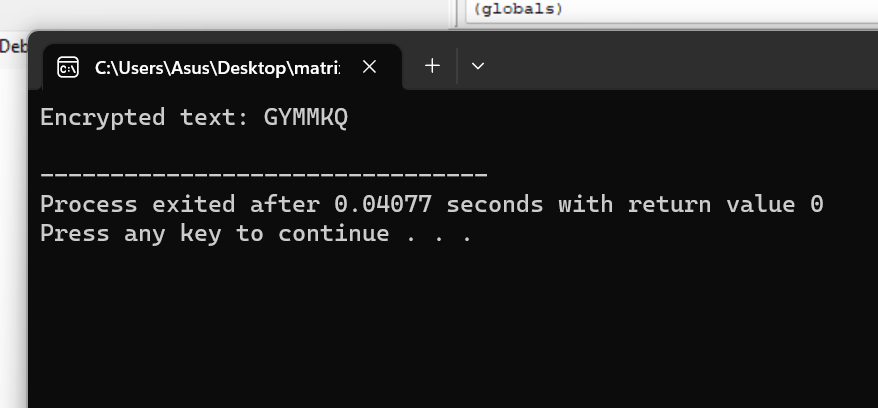 (globals)
Deb
C:\Users\Asus\Desktop\matri
Encrypted text: GYMMKQ
--------------------------------
Process exited after 0.04077 seconds with return value 0
Press any key to continue . . .